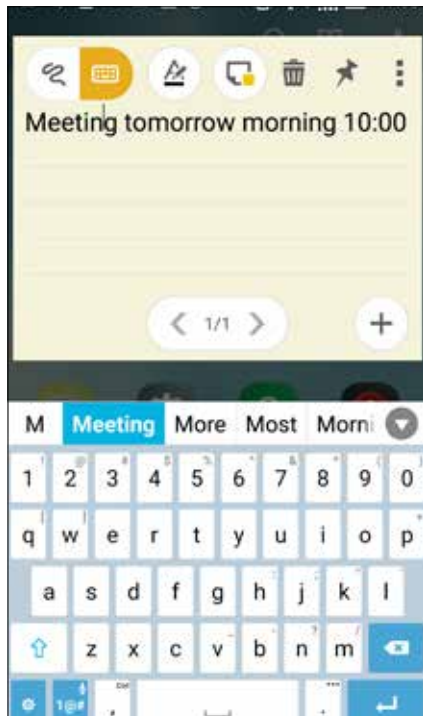 Meeting tomorrow morning 10:00
1/1
M Meeting More Most Morni
1 2 3 4 5 6 7 8 9 0
q w e r t y u i o p
a s d f g h j k l
z x c v b n m
1@# , .